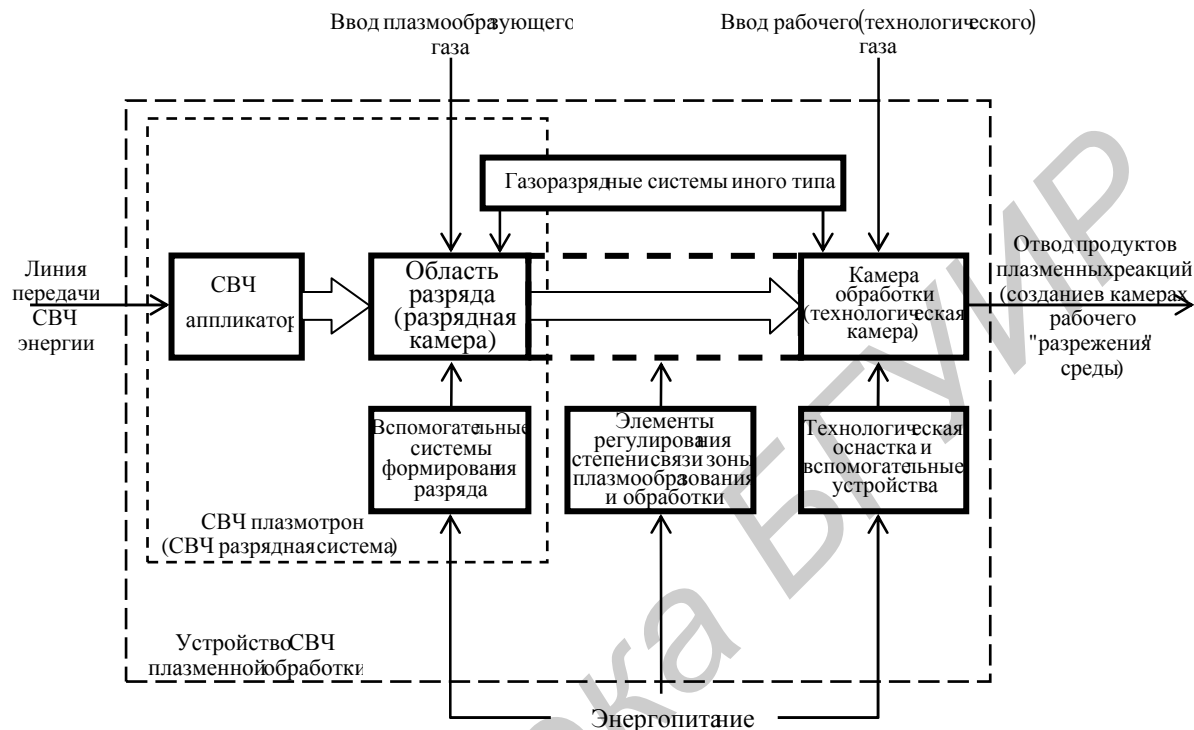 Ввод плазмообразующего
газа
Ввод рабочего (технологического)
газа
Газоразрядные системы иного типа
Линия
передачи
СВЧ
энергии
СВЧ
аппликатор
Область
разряда
(разрядная
камера)
Камера
обработки
(технологическая
камера)
Отвод продуктов
плазменных реакций
(создание в камерах
рабочего
"разрежения"
среды)
Вспомогательные
системы
формирования
разряда
Элементы
регулирования
степени связи зоны
плазмообразования
и обработки
Технологическая
оснастка и
вспомогательные
устройства
СВЧ плазмотрон
(СВЧ разрядная система)
Устройство СВЧ
плазменной обработки
Энергопитание
БГУИР